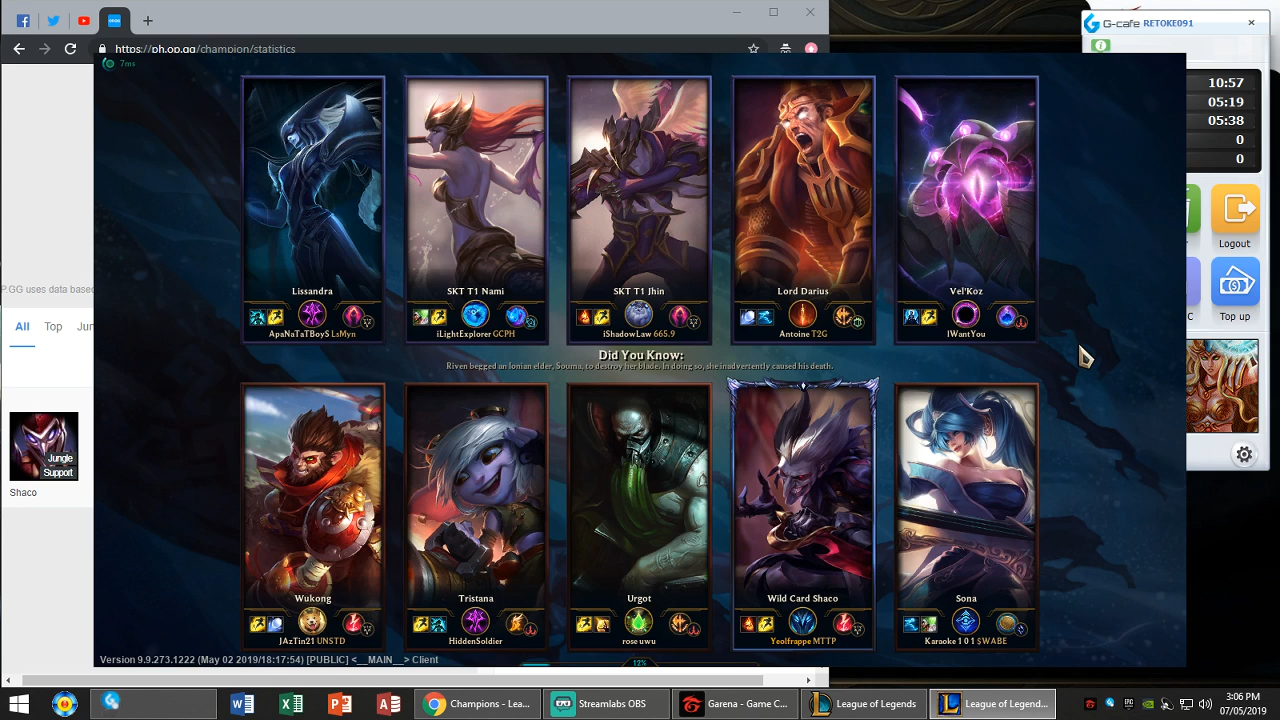 https://ph.op.gg/champion/statistics
G-cafe RETOKE091
7ms
10:57
05:19
05:38
0
0
Logout
Top up
Lissandra
ApaNaTaTBoyS LsMyn
SKT T1 Nami
iLightExplorer GCPH
SKT T1 Jhin
iShadowLaw 665.9
Lord Darius
Antoine T2G
Vel'Koz
IWantYou
P.GG uses data based
All Top Jun
Did You Know:
Riven begged an Ionian elder, Souma, to destroy her blade. In doing so, she inadvertently caused his death.
Jungle
Support
Shaco
Wukong
JAzTin21 UNSTD
Tristana
HiddenSoldier
Urgot
rose uwu
Wild Card Shaco
Yeolfrappe MTTP
Sona
Karaoke 1 0 1 $WABE
Version 9.9.273.1222 (May 02 2019/18:17:54) [PUBLIC] <__MAIN__> Client
12%
Champions - Lea...
Streamlabs OBS
Garena - Game C...
League of Legends
League of Legend...
3:06 PM
07/05/2019